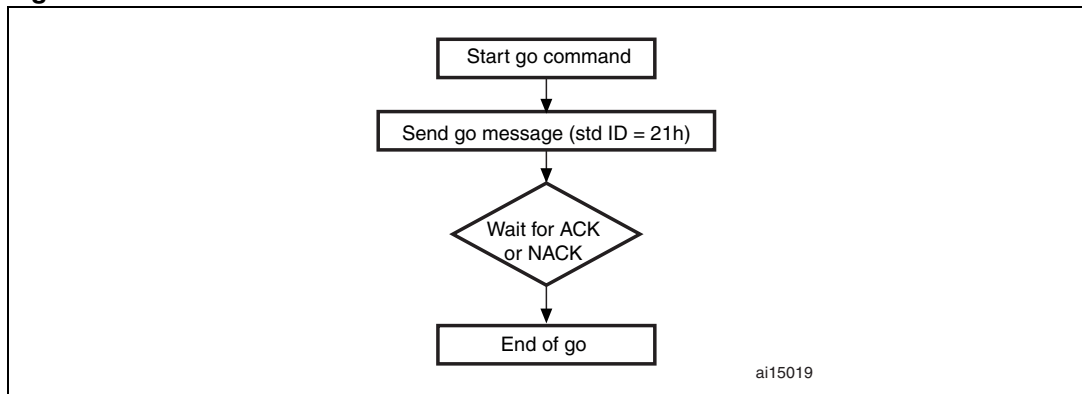 Start go command
Send go message (std ID = 21h)
Wait for ACK
or NACK
End of go
ai15019